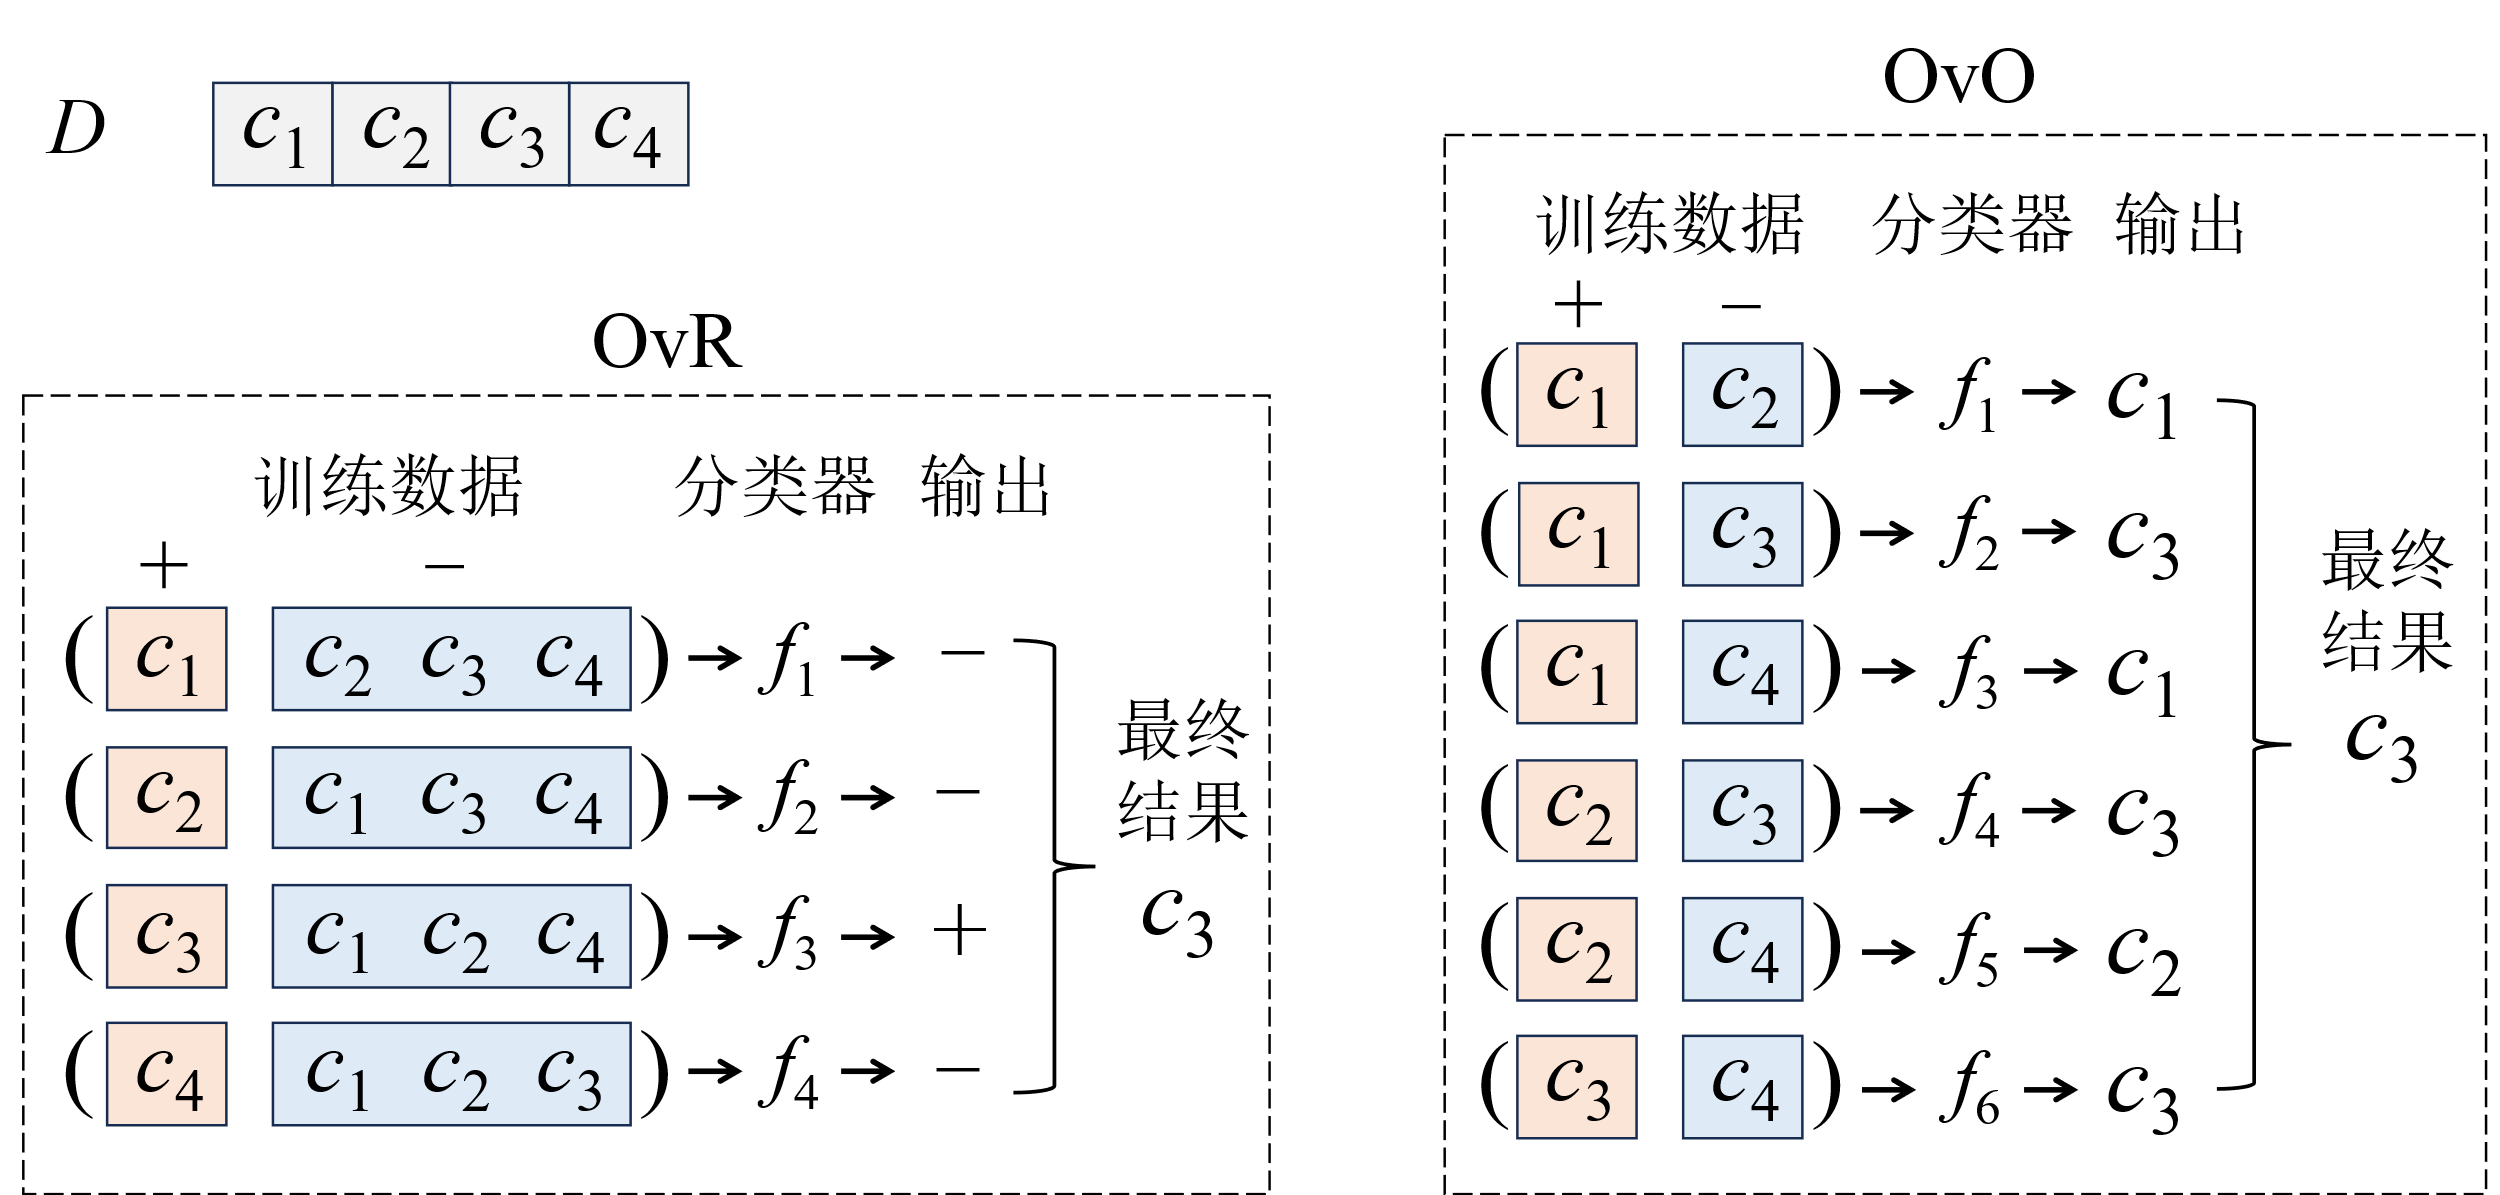 D c1 c2 c3 c4
OvR
训练数据 分类器 输出
+ −
( c1 c2 c3 c4 ) → f1 → −
( c2 c1 c3 c4 ) → f2 → −
( c3 c1 c2 c4 ) → f3 → +
( c4 c1 c2 c3 ) → f4 → −
最终
结果
c3
OvO
训练数据 分类器 输出
+ −
( c1 c2 ) → f1 → c1
( c1 c3 ) → f2 → c3
( c1 c4 ) → f3 → c1
( c2 c3 ) → f4 → c3
( c2 c4 ) → f5 → c2
( c3 c4 ) → f6 → c3
最终
结果
c3